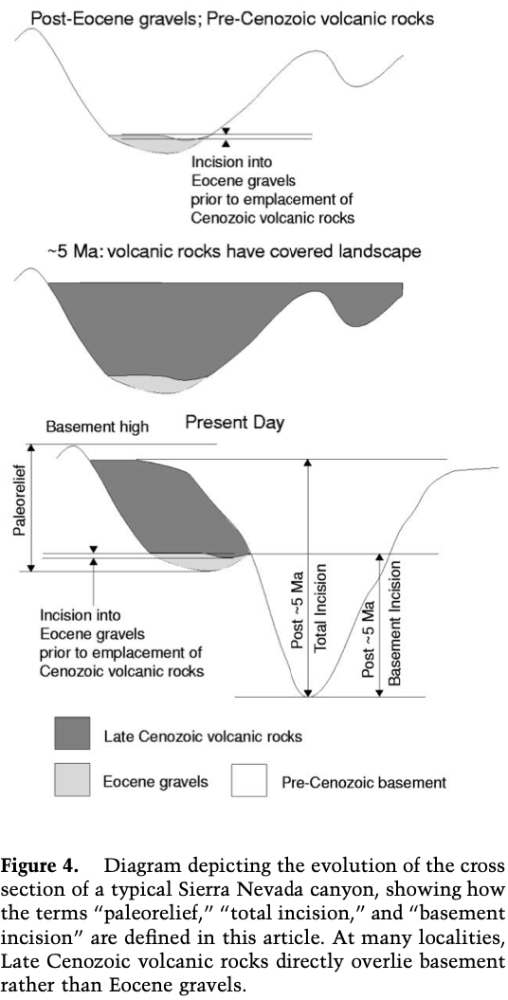 Post-Eocene gravels; Pre-Cenozoic volcanic rocks
Incision into
Eocene gravels
prior to emplacement of
Cenozoic volcanic rocks
~5 Ma: volcanic rocks have covered landscape
Basement high
Present Day
Paleorelief
Incision into
Eocene gravels
prior to emplacement of
Cenozoic volcanic rocks
Post ~5 Ma
Total Incision
Post ~5 Ma
Basement Incision
Late Cenozoic volcanic rocks
Eocene gravels
Pre-Cenozoic basement
Figure 4. Diagram depicting the evolution of the cross
section of a typical Sierra Nevada canyon, showing how
the terms “paleorelief,” “total incision,” and “basement
incision” are defined in this article. At many localities,
Late Cenozoic volcanic rocks directly overlie basement
rather than Eocene gravels.